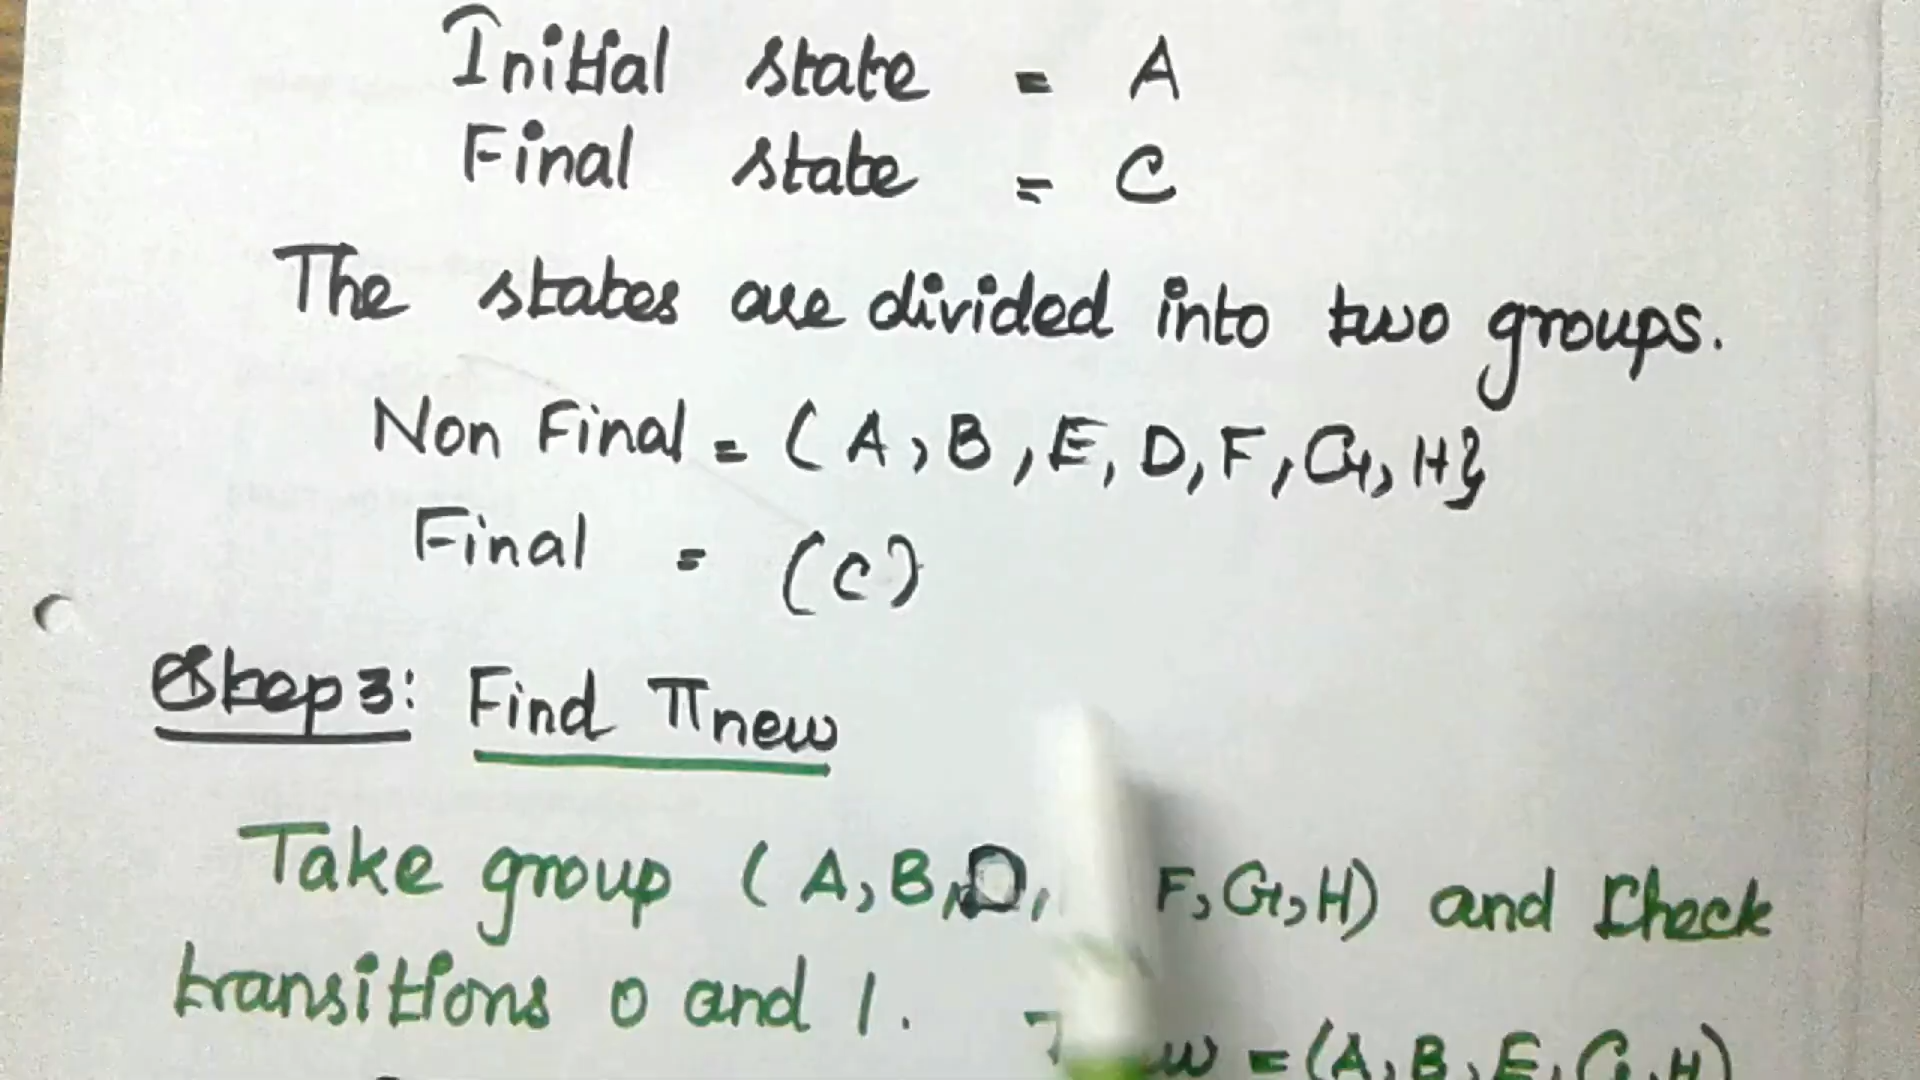 Initial state = A
Final state = C
The states are divided into two groups.
Non Final = (A, B, E, D, F, G, H}
Final = (C)
Step 3: Find πnew
Take group (A, B, D, F, G, H) and check
transitions 0 and 1.
= (A, B, E, G, H)